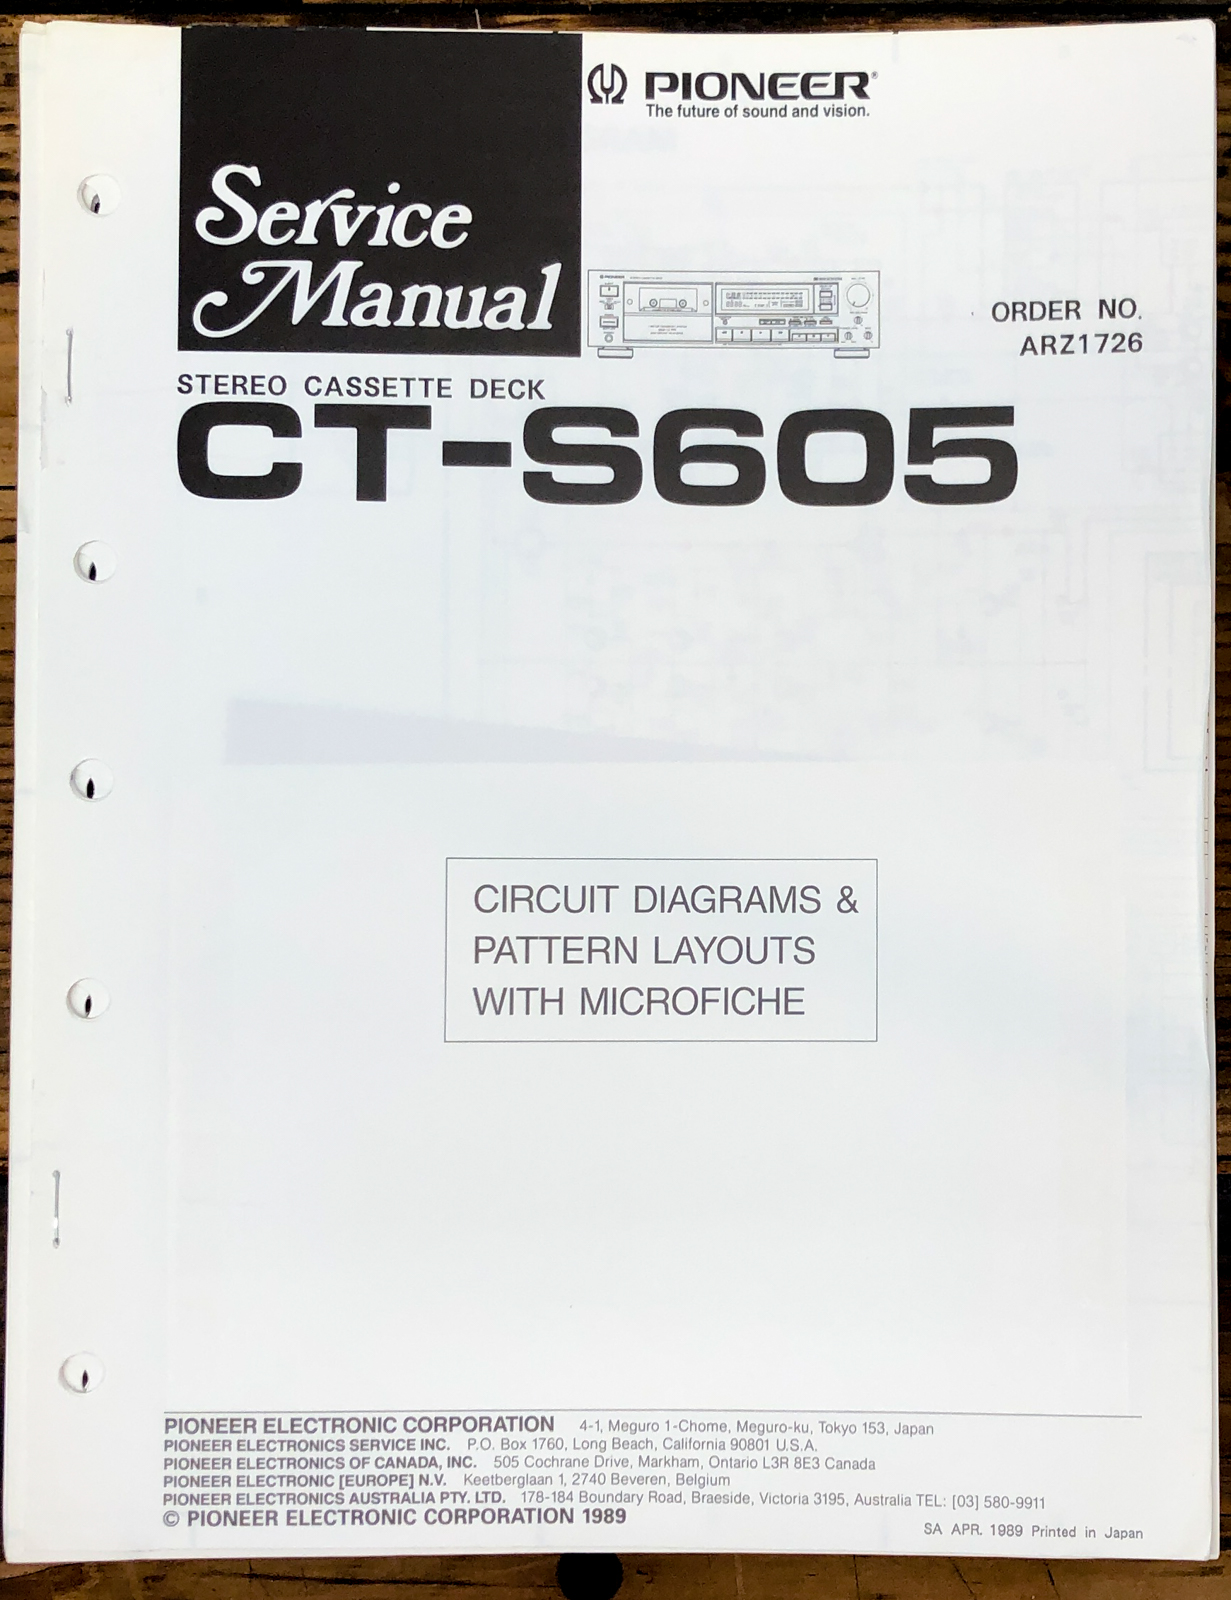 PIONEER®
The future of sound and vision.
Service
Manual
ORDER NO.
ARZ1726
STEREO CASSETTE DECK
CT-S605
CIRCUIT DIAGRAMS &
PATTERN LAYOUTS
WITH MICROFICHE
PIONEER ELECTRONIC CORPORATION 4-1, Meguro 1-Chome, Meguro-ku, Tokyo 153, Japan
PIONEER ELECTRONICS SERVICE INC. P.O. Box 1760, Long Beach, California 90801 U.S.A.
PIONEER ELECTRONICS OF CANADA, INC. 505 Cochrane Drive, Markham, Ontario L3R 8E3 Canada
PIONEER ELECTRONIC [EUROPE] N.V. Keetberglaan 1, 2740 Beveren, Belgium
PIONEER ELECTRONICS AUSTRALIA PTY. LTD. 178-184 Boundary Road, Braeside, Victoria 3195, Australia TEL: [03] 580-9911
© PIONEER ELECTRONIC CORPORATION 1989
SA APR. 1989 Printed in Japan